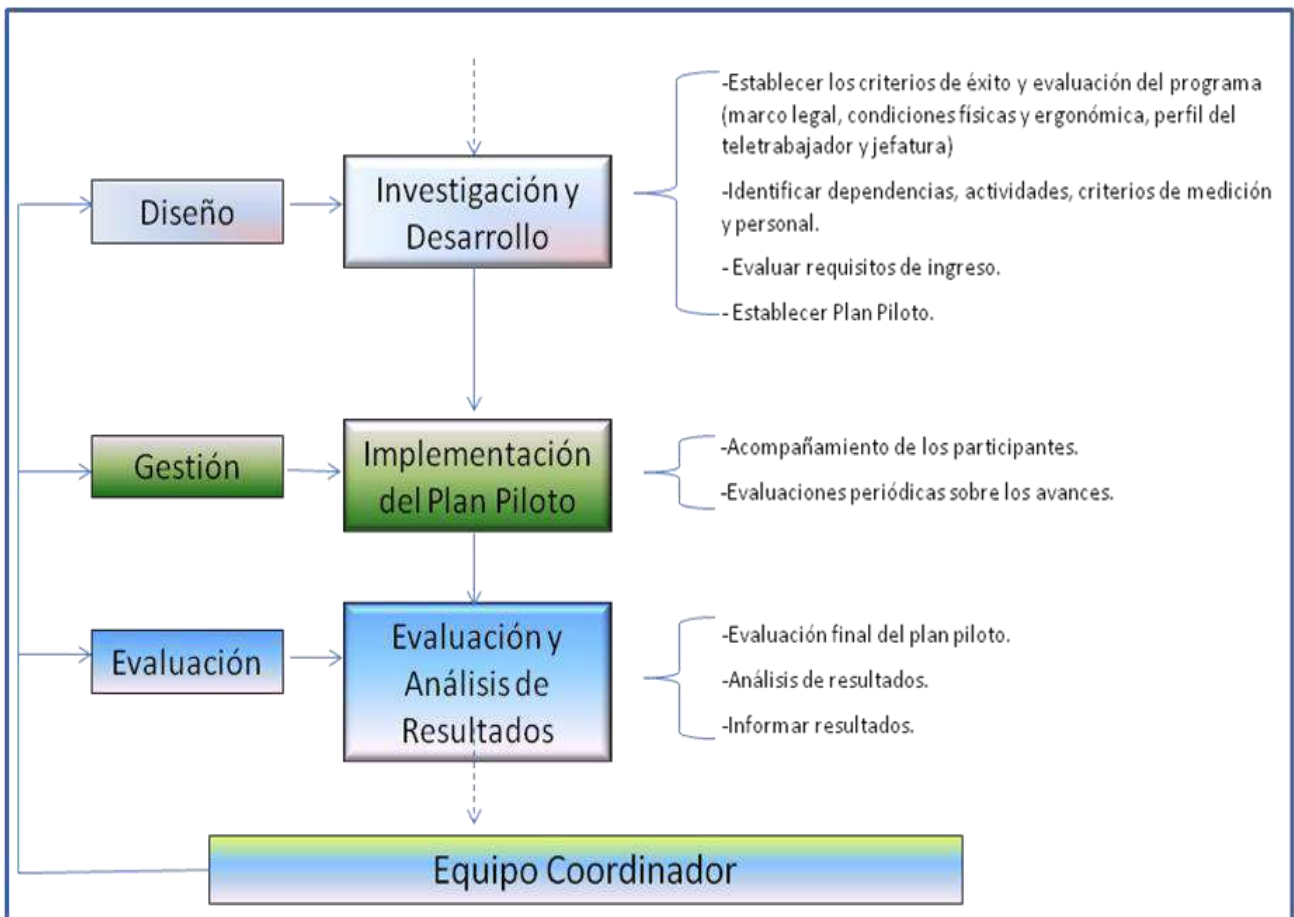 Diseño
Investigación y
Desarrollo
-Establecer los criterios de éxito y evaluación del programa
(marco legal, condiciones físicas y ergonómica, perfil del
teletrabajador y jefatura)
-Identificar dependencias, actividades, criterios de medición
y personal.
- Evaluar requisitos de ingreso.
- Establecer Plan Piloto.
Gestión
Implementación
del Plan Piloto
-Acompañamiento de los participantes.
-Evaluaciones periódicas sobre los avances.
Evaluación
Evaluación y
Análisis de
Resultados
-Evaluación final del plan piloto.
-Análisis de resultados.
-Informar resultados.
Equipo Coordinador